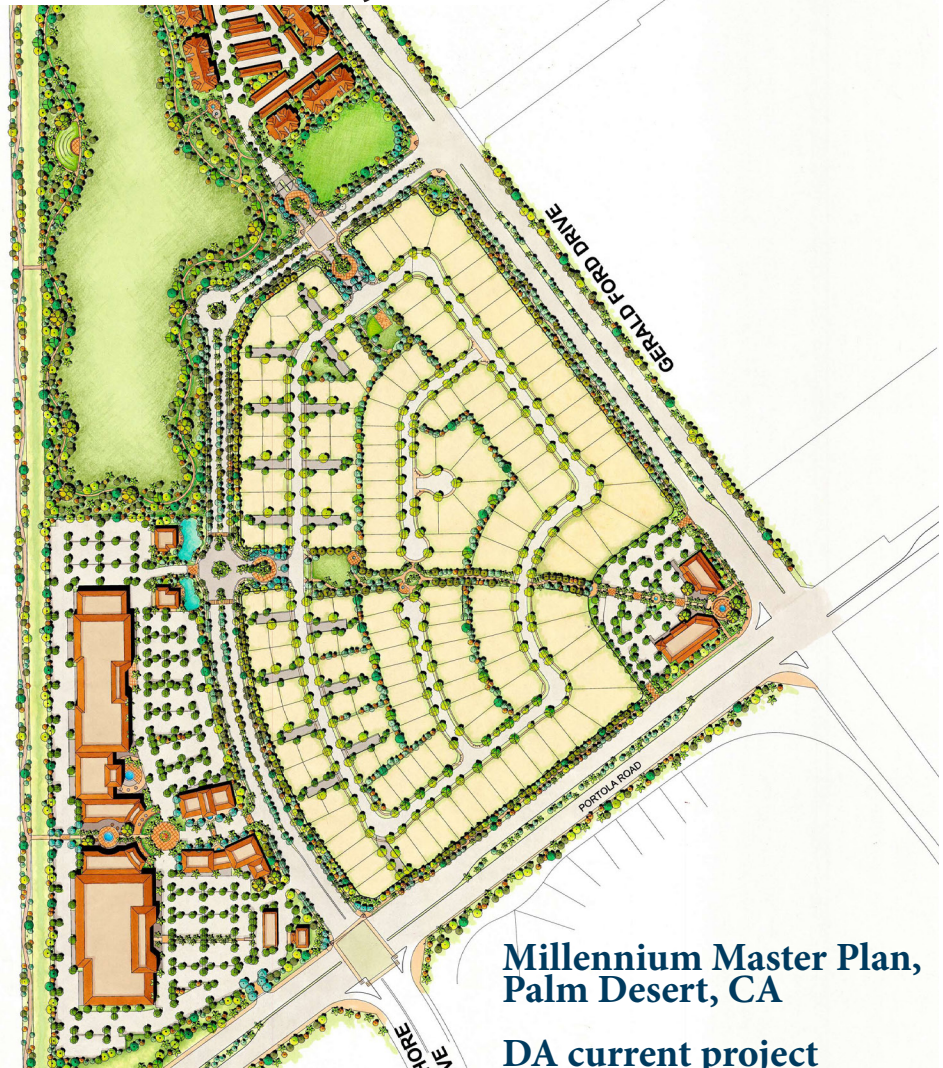 GERALD FORD DRIVE
PORTOLA ROAD
Millennium Master Plan,
Palm Desert, CA
DA current project